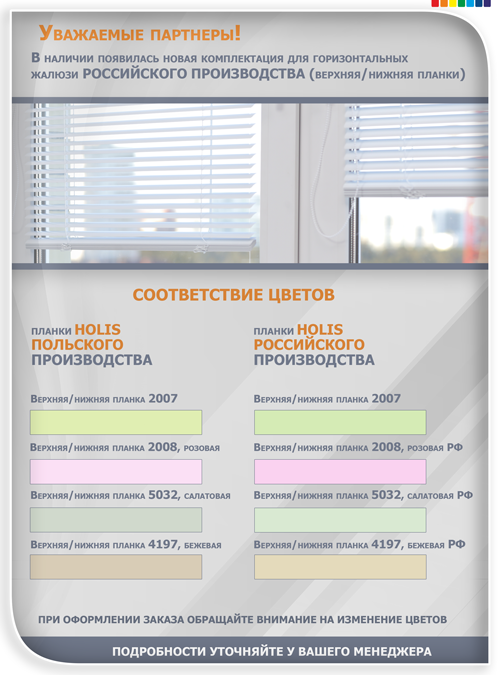 Уважаемые партнеры!
В наличии появилась новая комплектация для горизонтальных
жалюзи РОССИЙСКОГО ПРОИЗВОДСТВА (верхняя/нижняя планки)
СООТВЕТСТВИЕ ЦВЕТОВ
планки HOLIS
ПОЛЬСКОГО
ПРОИЗВОДСТВА
Верхняя/нижняя планка 2007
Верхняя/нижняя планка 2008, розовая
Верхняя/нижняя планка 5032, салатовая
Верхняя/нижняя планка 4197, бежевая
планки HOLIS
РОССИЙСКОГО
ПРОИЗВОДСТВА
Верхняя/нижняя планка 2007
Верхняя/нижняя планка 2008, розовая РФ
Верхняя/нижняя планка 5032, салатовая РФ
Верхняя/нижняя планка 4197, бежевая РФ
ПРИ ОФОРМЛЕНИИ ЗАКАЗА ОБРАЩАЙТЕ ВНИМАНИЕ НА ИЗМЕНЕНИЕ ЦВЕТОВ
ПОДРОБНОСТИ УТОЧНЯЙТЕ У ВАШЕГО МЕНЕДЖЕРА